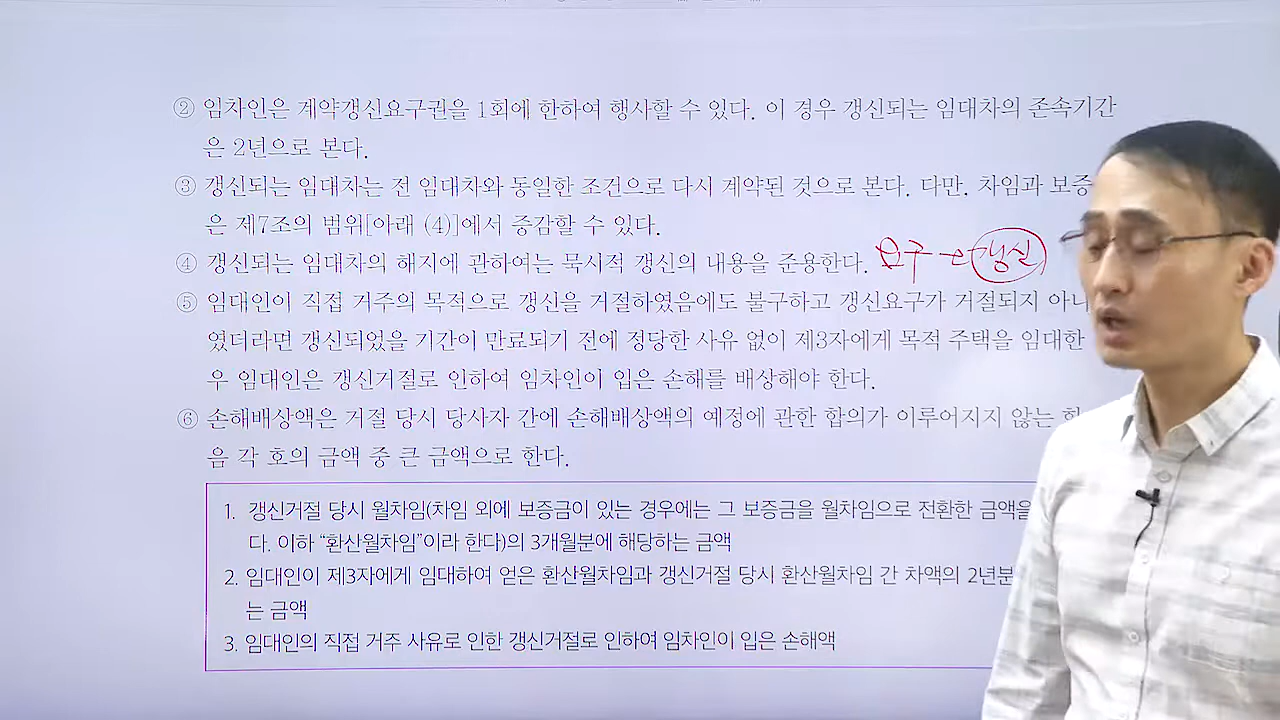 ② 임차인은 계약갱신요구권을 1회에 한하여 행사할 수 있다. 이 경우 갱신되는 임대차의 존속기간
은 2년으로 본다.
③ 갱신되는 임대차는 전 임대차와 동일한 조건으로 다시 계약된 것으로 본다. 다만. 차임과 보증
은 제7조의 범위[아래 (4)]에서 증감할 수 있다.
④ 갱신되는 임대차의 해지에 관하여는 묵시적 갱신의 내용을 준용한다. 요구 → 갱신
⑤ 임대인이 직접 거주의 목적으로 갱신을 거절하였음에도 불구하고 갱신요구가 거절되지 아니
였더라면 갱신되었을 기간이 만료되기 전에 정당한 사유 없이 제3자에게 목적 주택을 임대한
우 임대인은 갱신거절로 인하여 임차인이 입은 손해를 배상해야 한다.
⑥ 손해배상액은 거절 당시 당사자 간에 손해배상액의 예정에 관한 합의가 이루어지지 않는 한
음 각 호의 금액 중 큰 금액으로 한다.
1. 갱신거절 당시 월차임(차임 외에 보증금이 있는 경우에는 그 보증금을 월차임으로 전환한 금액을
다. 이하 “환산월차임”이라 한다)의 3개월분에 해당하는 금액
2. 임대인이 제3자에게 임대하여 얻은 환산월차임과 갱신거절 당시 환산월차임 간 차액의 2년분
는 금액
3. 임대인의 직접 거주 사유로 인한 갱신거절로 인하여 임차인이 입은 손해액